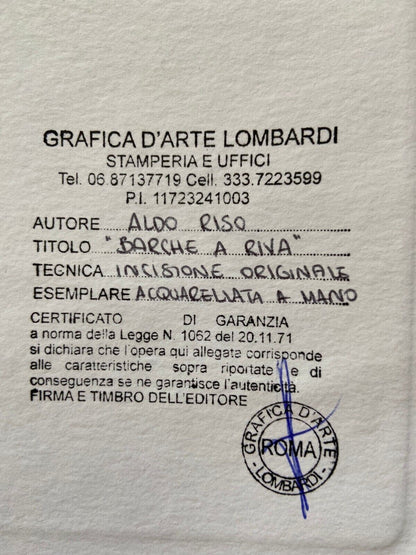 GRAFICA D'ARTE LOMBARDI
STAMPERIA E UFFICI
Tel. 06.87137719 Cell. 333.7223599
P.I. 11723241003
AUTORE ALDO RISO
TITOLO "BARCHE A RIVA"
TECNICA INCISIONE ORIGINALE
ESEMPLARE ACQUARELLATA A MANO
CERTIFICATO DI GARANZIA
a norma della Legge N. 1062 del 20.11.71
si dichiara che l'opera qui allegata corrisponde
alle caratteristiche sopra riportate e di
conseguenza se ne garantisce l'autenticità.
FIRMA E TIMBRO DELL'EDITORE
GRAFICA D'ARTE
ROMA
- LOMBARDI -